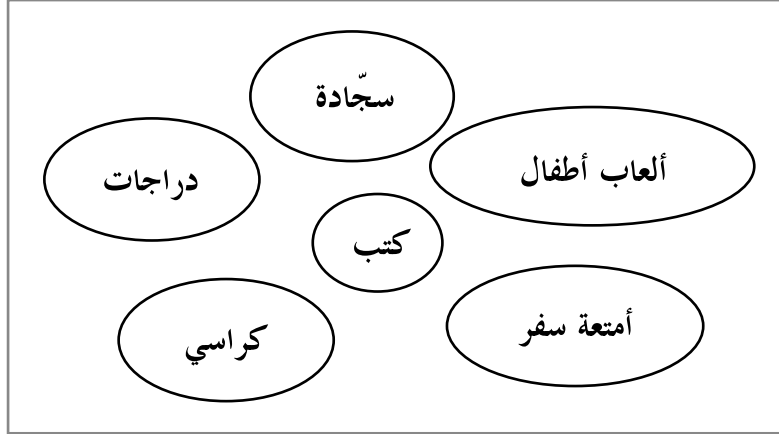 سجّادة
ألعاب أطفال
دراجات
كتب
أمتعة سفر
كراسي